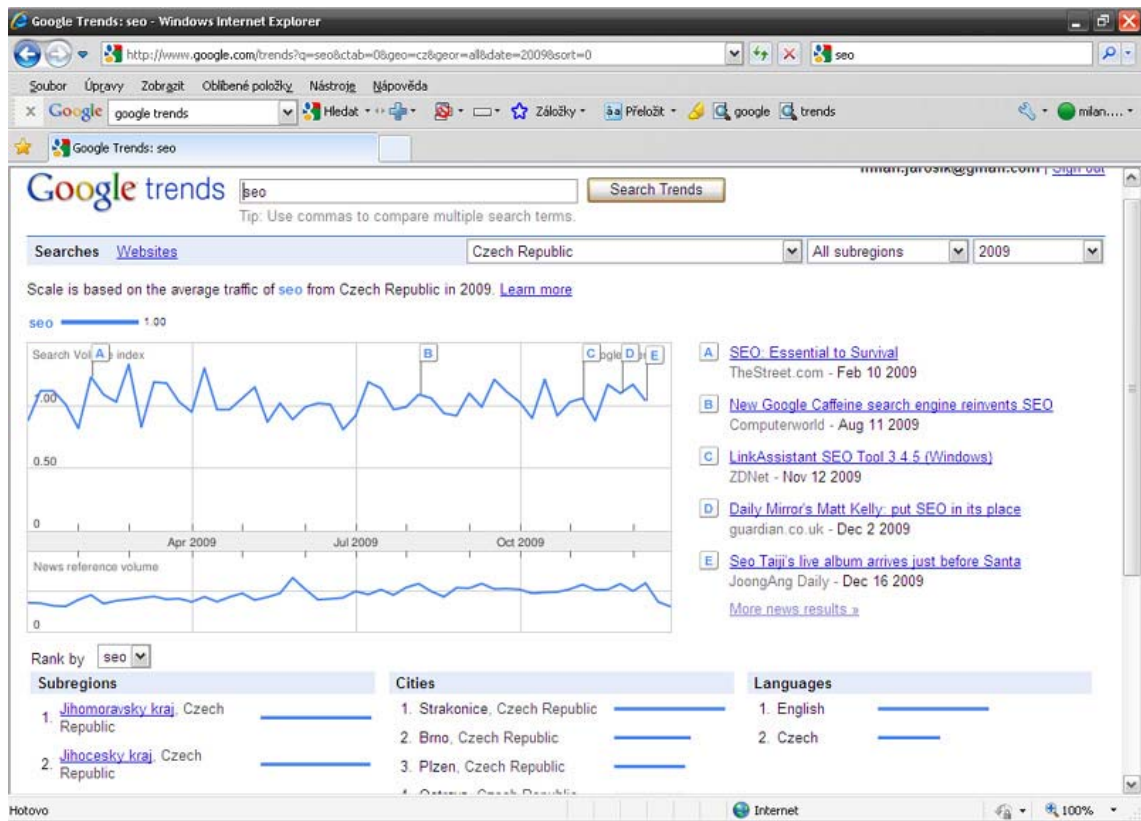 Google Trends: seo - Windows Internet Explorer
http://www.google.com/trends?q=seo&ctab=0&geo=cz&geor=all&date=2009&sort=0
seo
Soubor Úpravy Zobrazit Oblíbené položky Nástroje Nápověda
x Google google trends Hledat Záložky Přeložit google trends milan....
Google Trends: seo
Google trends seo Search Trends
milan.jarosik@gmail.com | Sign out
Tip: Use commas to compare multiple search terms.
Searches Websites Czech Republic All subregions 2009
Scale is based on the average traffic of seo from Czech Republic in 2009. Learn more
seo 1.00
Search Vol index
A B C D E
1.00
0.50
0
Apr 2009 Jul 2009 Oct 2009
News reference volume
0
A SEO: Essential to Survival
TheStreet.com - Feb 10 2009
B New Google Caffeine search engine reinvents SEO
Computerworld - Aug 11 2009
C LinkAssistant SEO Tool 3.4.5 (Windows)
ZDNet - Nov 12 2009
D Daily Mirror's Matt Kelly: put SEO in its place
guardian.co.uk - Dec 2 2009
E Seo Taiji's live album arrives just before Santa
JoongAng Daily - Dec 16 2009
More news results »
Rank by seo
Subregions
1. Jihomoravsky kraj, Czech
Republic
2. Jihocesky kraj, Czech
Republic
Cities
1. Strakonice, Czech Republic
2. Brno, Czech Republic
3. Plzen, Czech Republic
Languages
1. English
2. Czech
Hotovo Internet 100%